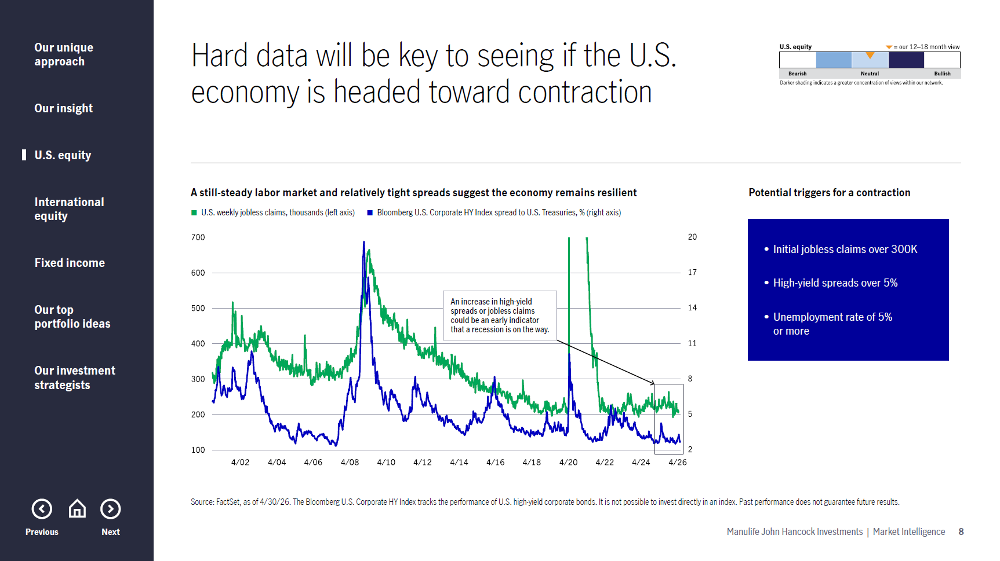 Our unique
approach
Our insight
U.S. equity
International
equity
Fixed income
Our top
portfolio ideas
Our investment
strategists
Previous
Next
Hard data will be key to seeing if the U.S.
economy is headed toward contraction
U.S. equity
= our 12–18 month view
Bearish
Neutral
Bullish
Darker shading indicates a greater concentration of views within our network.
A still-steady labor market and relatively tight spreads suggest the economy remains resilient
U.S. weekly jobless claims, thousands (left axis)
Bloomberg U.S. Corporate HY Index spread to U.S. Treasuries, % (right axis)
700
600
500
400
300
200
100
20
17
14
11
8
5
2
An increase in high-yield
spreads or jobless claims
could be an early indicator
that a recession is on the way.
4/02
4/04
4/06
4/08
4/10
4/12
4/14
4/16
4/18
4/20
4/22
4/24
4/26
Potential triggers for a contraction
• Initial jobless claims over 300K
• High-yield spreads over 5%
• Unemployment rate of 5%
or more
Source: FactSet, as of 4/30/26. The Bloomberg U.S. Corporate HY Index tracks the performance of U.S. high-yield corporate bonds. It is not possible to invest directly in an index. Past performance does not guarantee future results.
Manulife John Hancock Investments | Market Intelligence 8